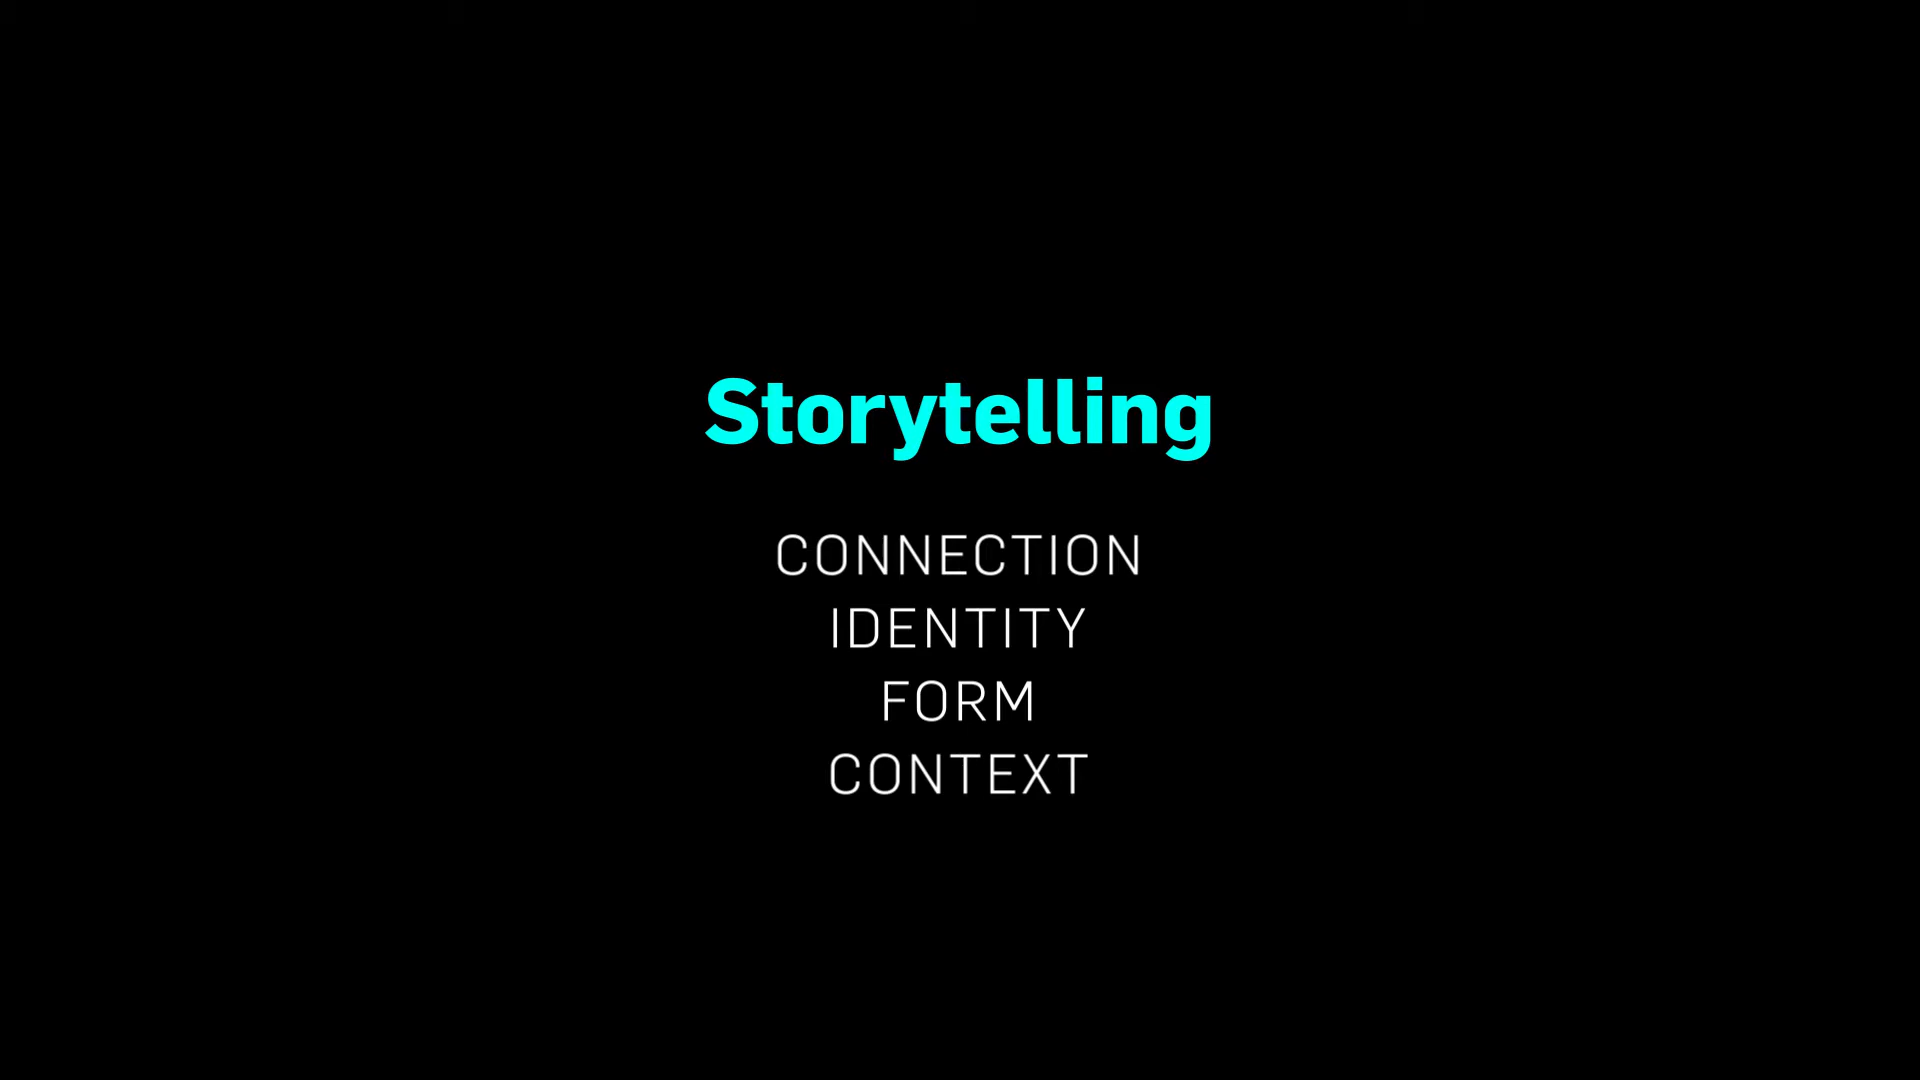 Storytelling
CONNECTION
IDENTITY
FORM
CONTEXT